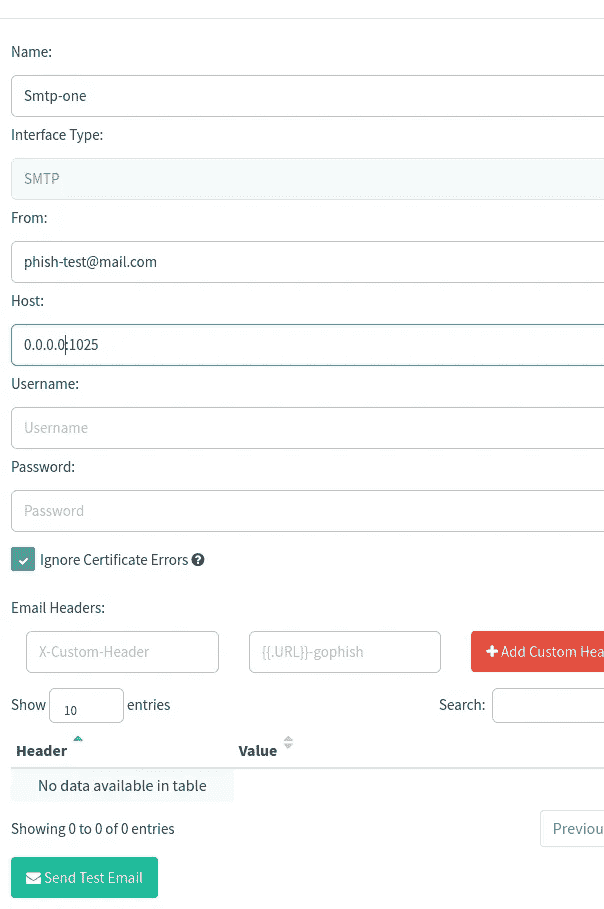 Name:
Smtp-one
Interface Type:
SMTP
From:
phish-test@mail.com
Host:
0.0.0.0:1025
Username:
Username
Password:
Password
Ignore Certificate Errors
Email Headers:
X-Custom-Header {{.URL}}-gophish Add Custom Hea
Show 10 entries Search:
Header Value
No data available in table
Showing 0 to 0 of 0 entries Previou
Send Test Email